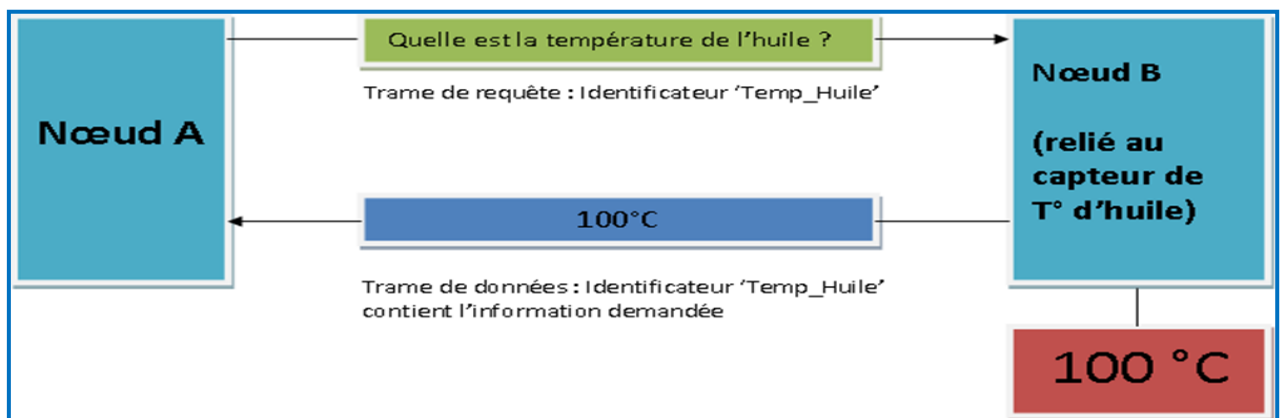 Nœud A
Quelle est la température de l'huile ?
Trame de requête : Identificateur 'Temp_Huile'
100°C
Trame de données : Identificateur 'Temp_Huile'
contient l'information demandée
Nœud B
(relié au
capteur de
T° d'huile)
100 °C